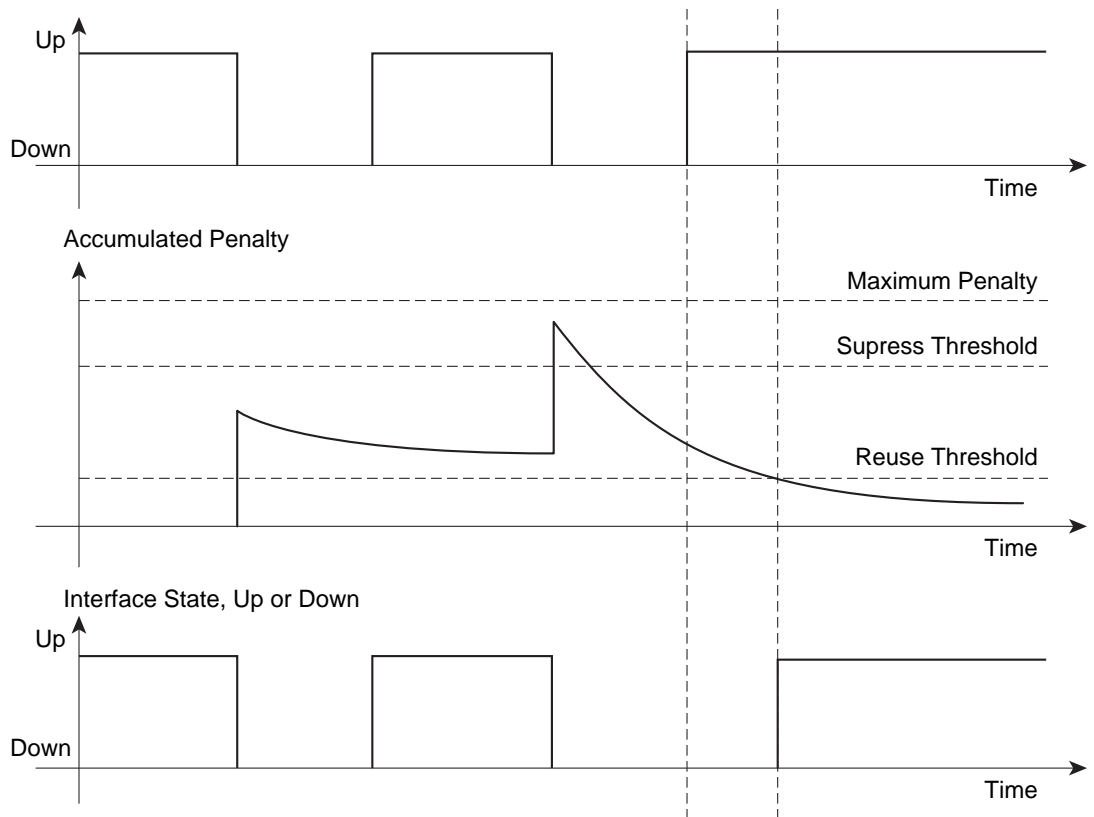 Up
Down
Time
Accumulated Penalty
Maximum Penalty
Supress Threshold
Reuse Threshold
Time
Interface State, Up or Down
Up
Down
Time